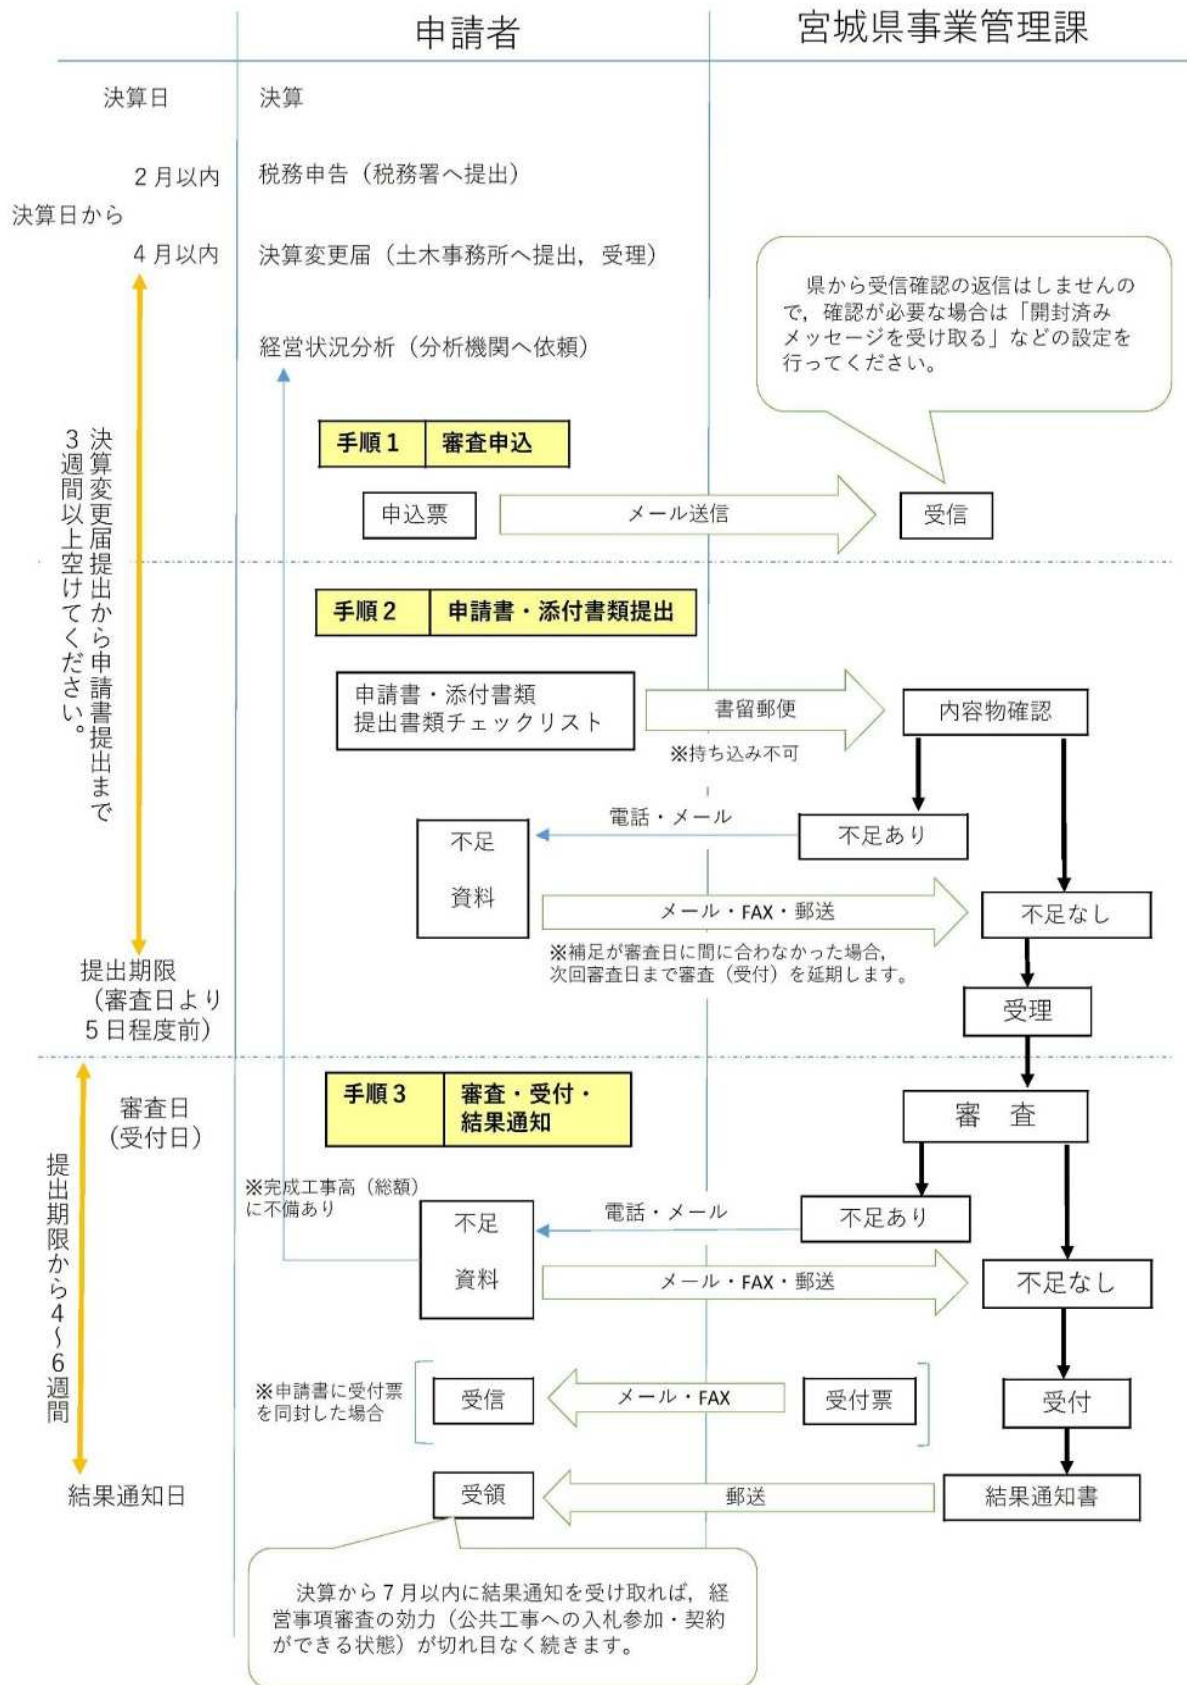 申請者
宮城県事業管理課
決算日
決算
2月以内
税務申告（税務署へ提出）
決算日から
4月以内
決算変更届（土木事務所へ提出，受理）
県から受信確認の返信はしませんの
で，確認が必要な場合は「開封済み
メッセージを受け取る」などの設定を
行ってください。
経営状況分析（分析機関へ依頼）
手順1
審査申込
申込票
メール送信
受信
決算変更届提出から申請書提出まで
3週間以上空けてください。
手順2
申請書・添付書類提出
申請書・添付書類
提出書類チェックリスト
書留郵便
※持ち込み不可
内容物確認
電話・メール
不足あり
不足
資料
メール・FAX・郵送
不足なし
※補足が審査日に間に合わなかった場合，
次回審査日まで審査（受付）を延期します。
提出期限
（審査日より
5日程度前）
受理
手順3
審査・受付・
結果通知
審査日
（受付日）
審　査
提出期限から4～6週間
※完成工事高（総額）
に不備あり
電話・メール
不足あり
不足
資料
メール・FAX・郵送
不足なし
※申請書に受付票
を同封した場合
受信
メール・FAX
受付票
受付
結果通知日
受領
郵送
結果通知書
決算から7月以内に結果通知を受け取れば，経
営事項審査の効力（公共工事への入札参加・契約
ができる状態）が切れ目なく続きます。